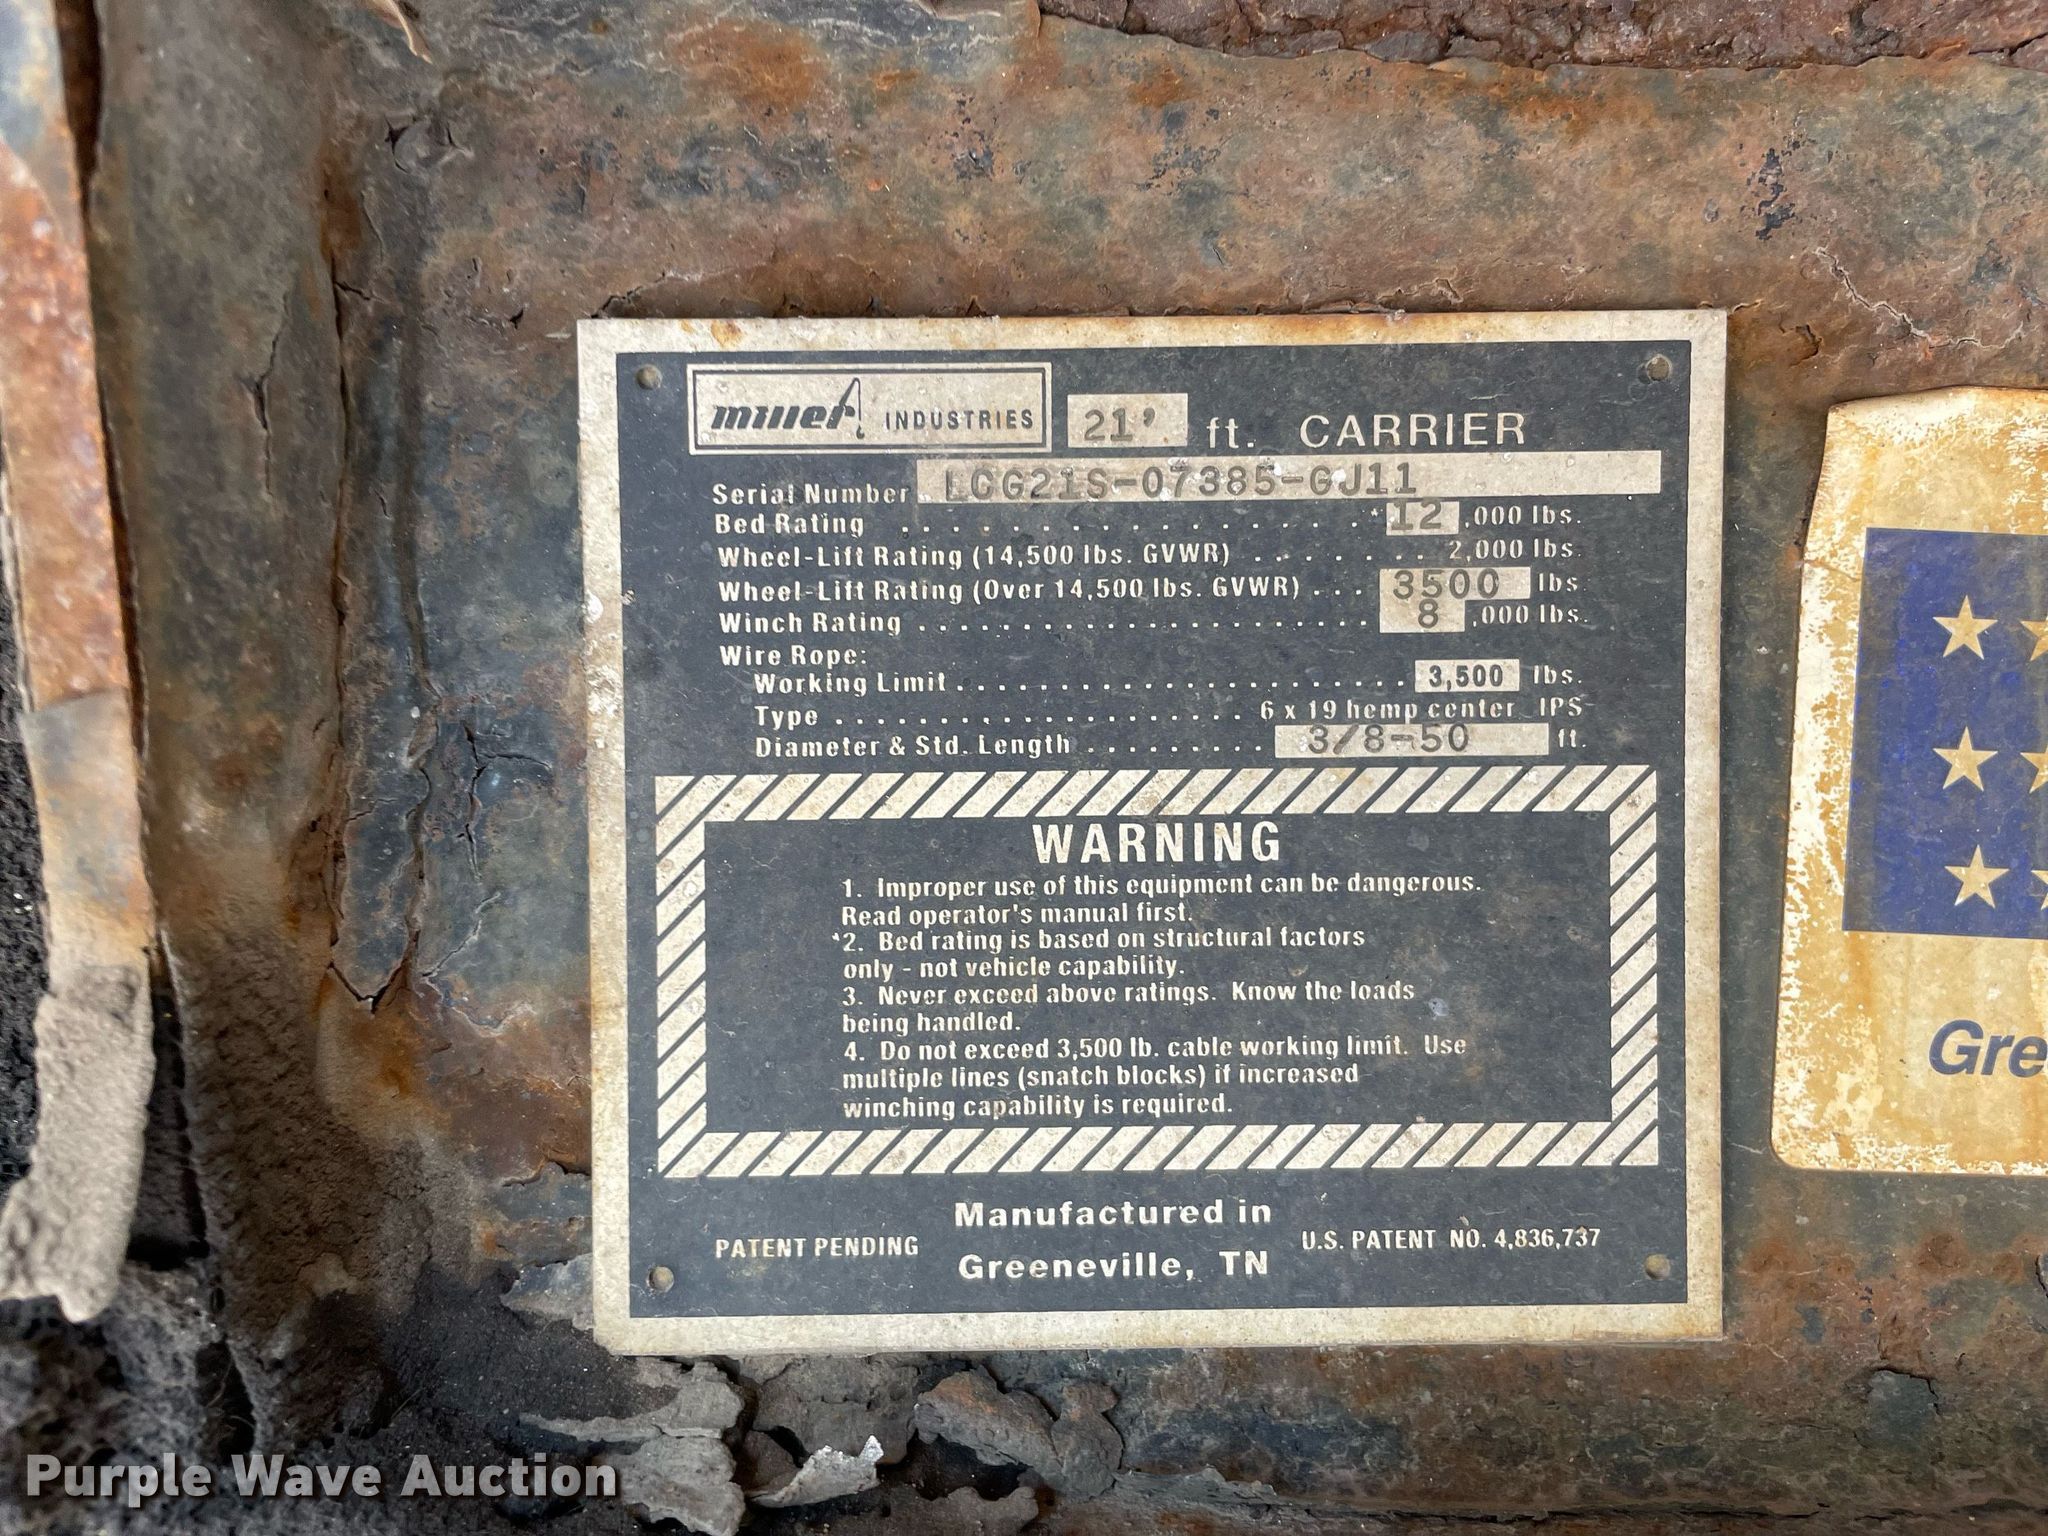 miller INDUSTRIES 21' ft. CARRIER
Serial Number LCG21S-07385-GJ11
Bed Rating . . . . . . . . . . . . . . . . . . *12 ,000 lbs.
Wheel-Lift Rating (14,500 lbs. GVWR) . . . . . . . 2,000 lbs.
Wheel-Lift Rating (Over 14,500 lbs. GVWR) . . . 3500 lbs.
Winch Rating . . . . . . . . . . . . . . . . . . . . . . . 8 ,000 lbs.
Wire Rope:
Working Limit . . . . . . . . . . . . . . . . . . . . . . . 3,500 lbs.
Type . . . . . . . . . . . . . . . . . . . . . 6 x 19 hemp center IPS
Diameter & Std. Length . . . . . . . . . . 3/8-50 ft.
WARNING
1. Improper use of this equipment can be dangerous.
Read operator's manual first.
*2. Bed rating is based on structural factors
only - not vehicle capability.
3. Never exceed above ratings. Know the loads
being handled.
4. Do not exceed 3,500 lb. cable working limit. Use
multiple lines (snatch blocks) if increased
winching capability is required.
PATENT PENDING
Manufactured in
Greeneville, TN
U.S. PATENT NO. 4,836,737
Gre
Purple Wave Auction